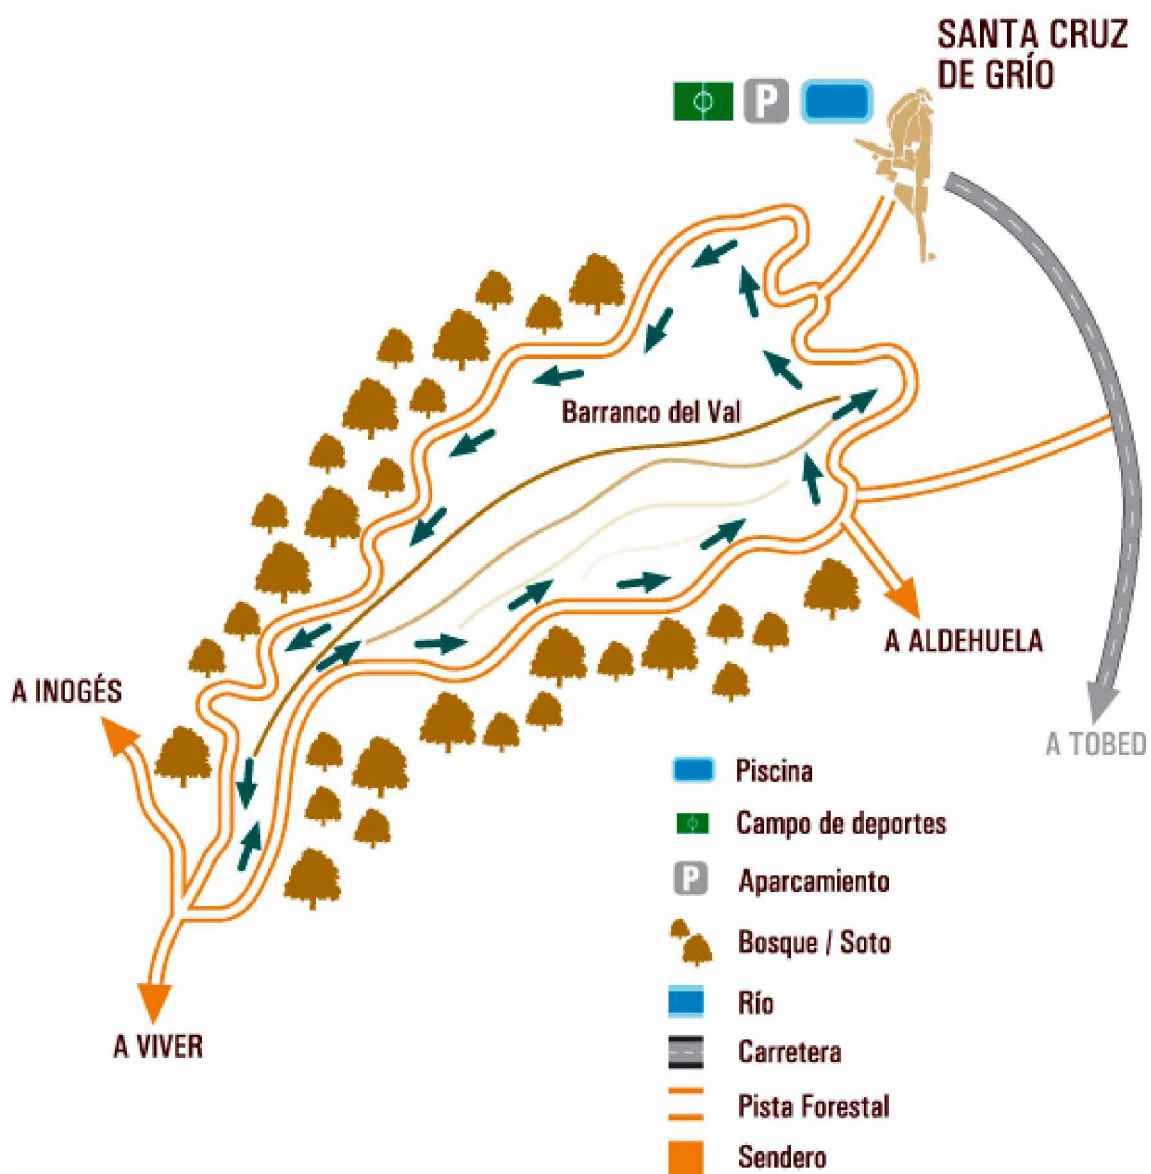 SANTA CRUZ
DE GRÍO
P
Barranco del Val
A ALDEHUELA
A INOGÉS
A TOBED
A VIVER
Piscina
Campo de deportes
P Aparcamiento
Bosque / Soto
Río
Carretera
Pista Forestal
Sendero